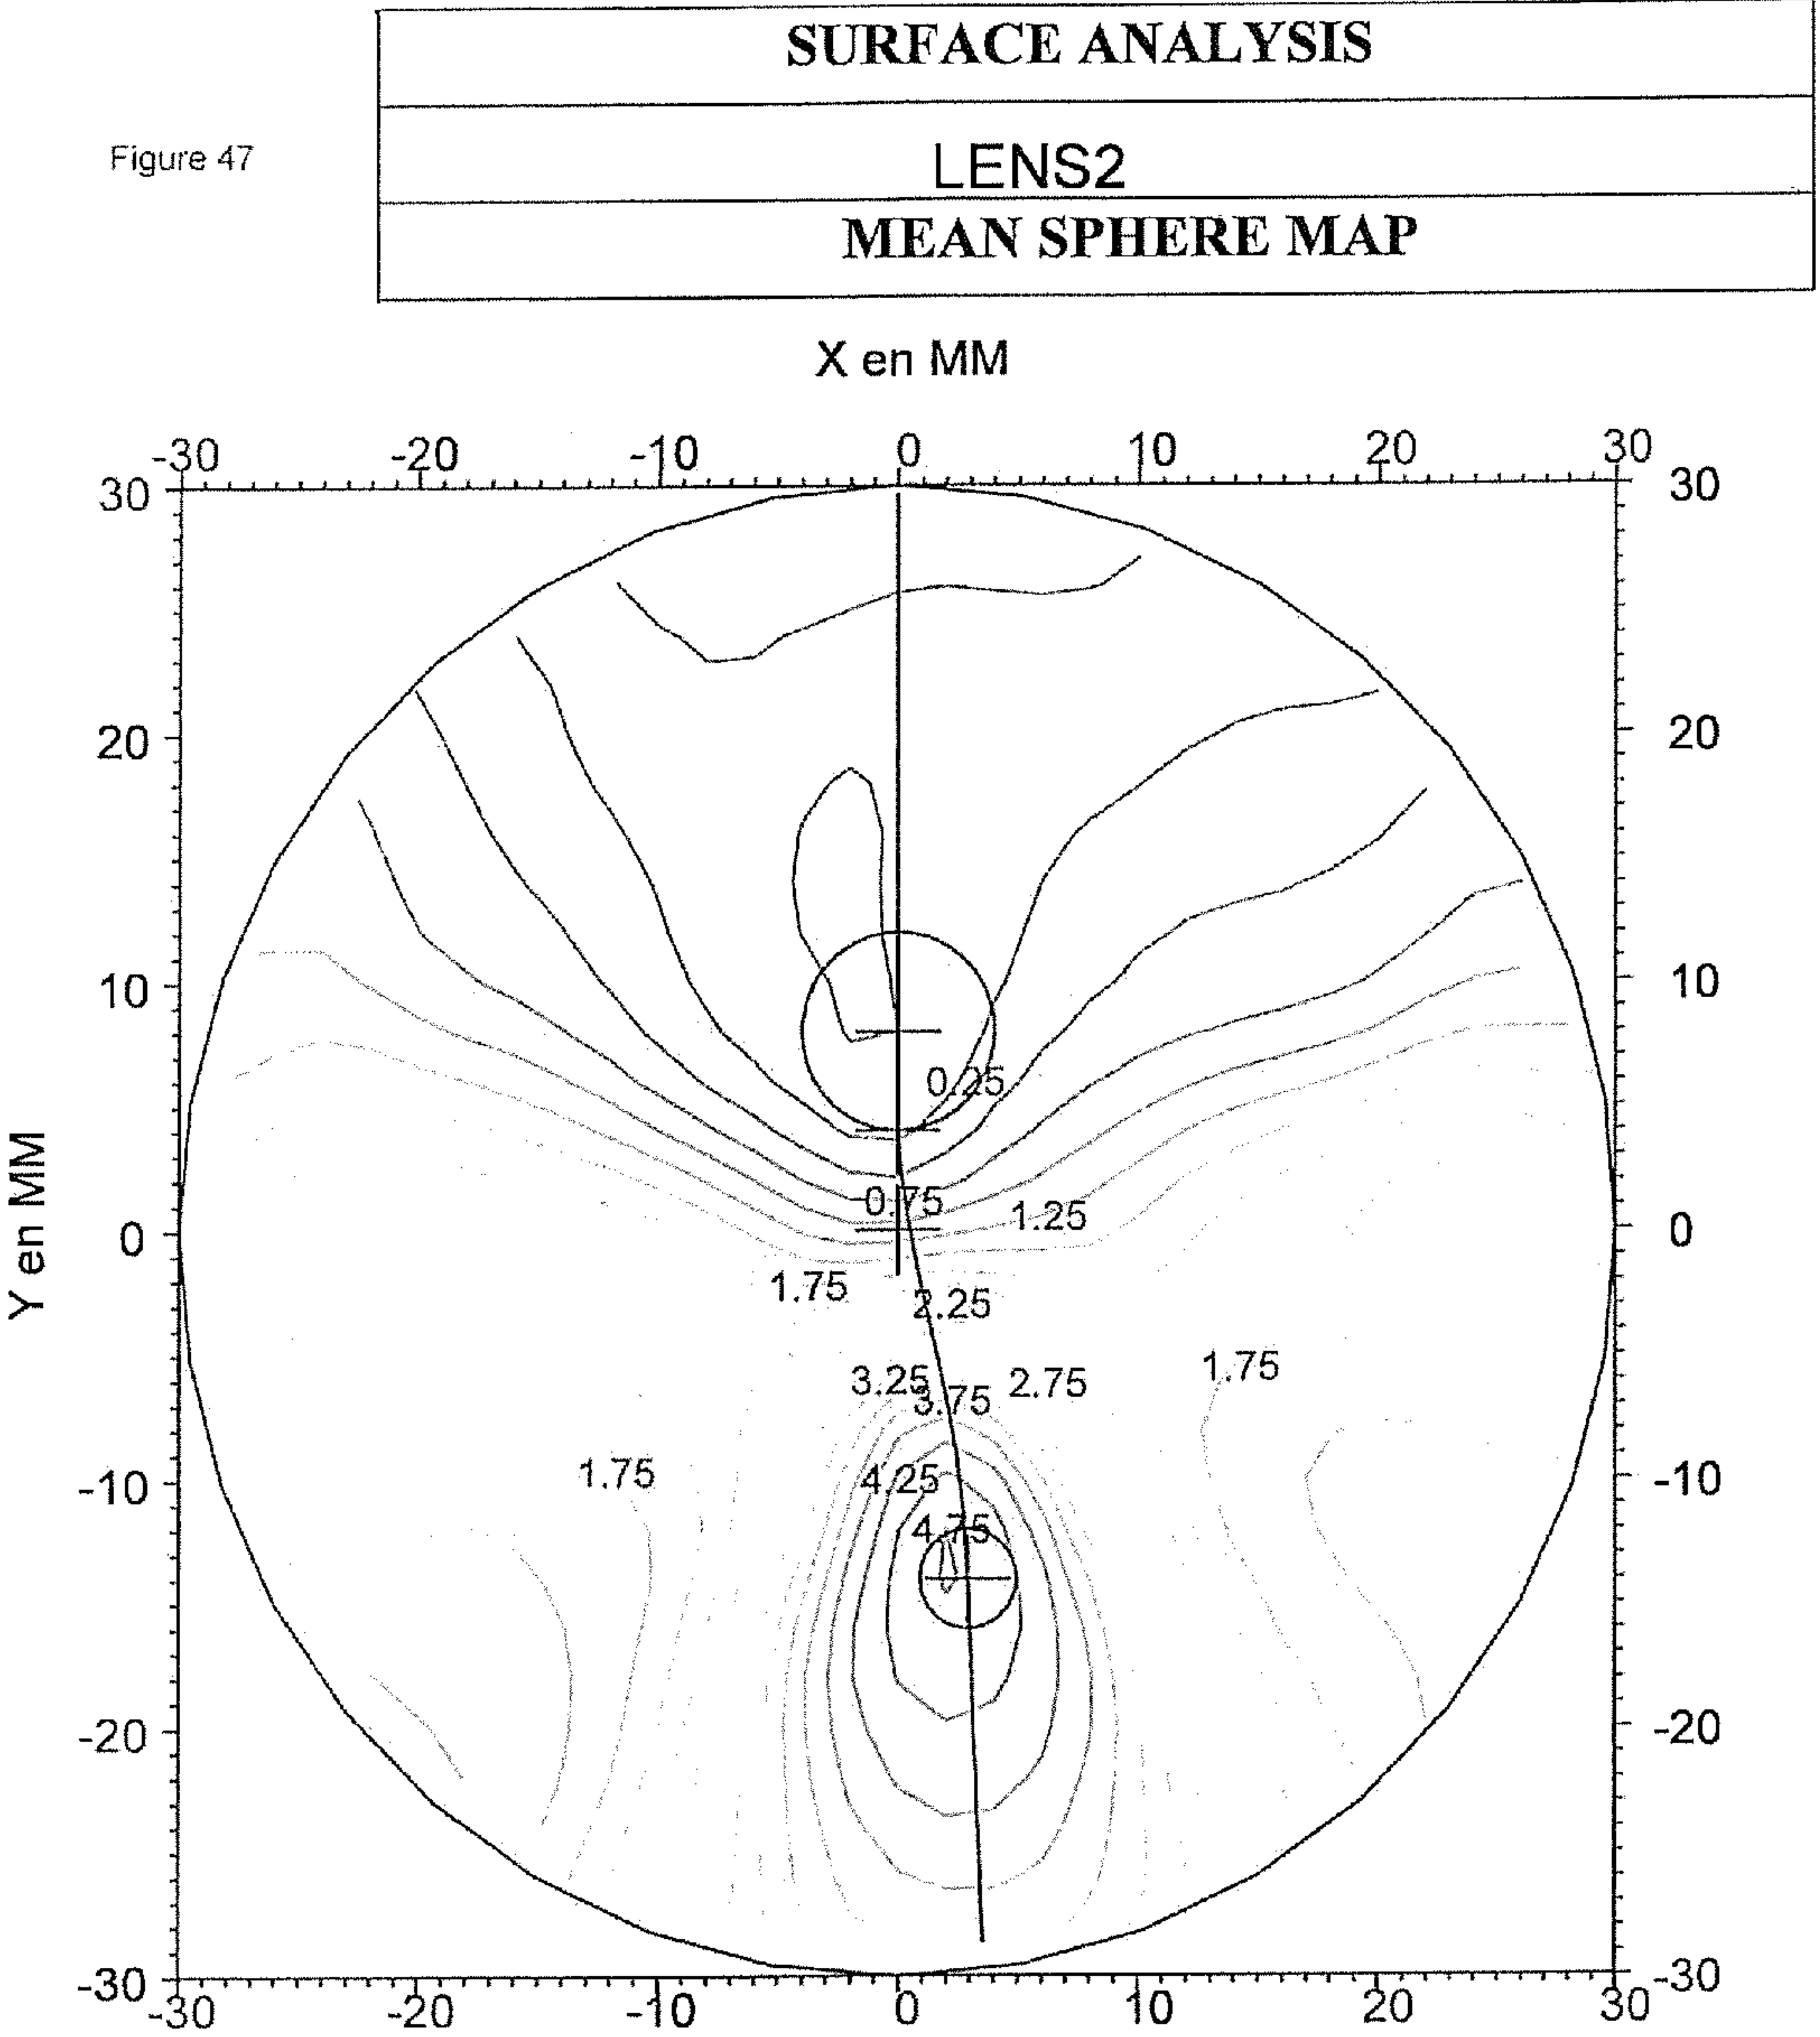 SURFACE ANALYSIS
Figure 47
LENS2
MEAN SPHERE MAP
X en MM
-30 -20 -10 0 10 20 30
30 30
20 20
10 10
0.25
Y en MM
0.75
1.25
0 0
1.75
2.25
1.75
3.25
2.75
3.75
1.75
4.25
-10 -10
4.75
-20 -20
-30 -30
-30 -20 -10 0 10 20 30